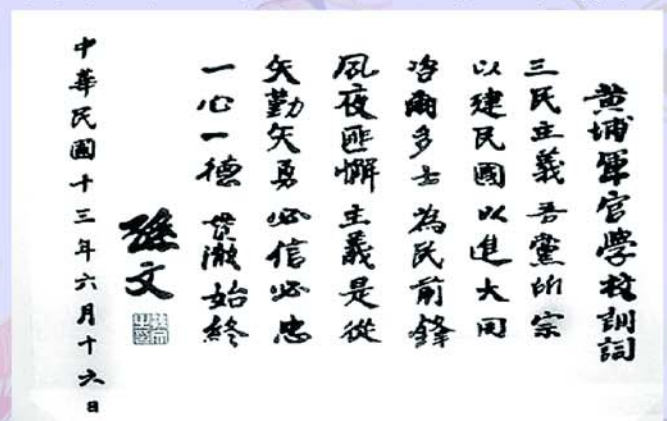 黃埔軍官學校訓詞
三民主義吾黨所宗
以建民國以進大同
咨爾多士為民前鋒
夙夜匪懈主義是從
矢勤矢勇必信必忠
一心一德貫澈始終
孫文
中華民國十三年六月十六日